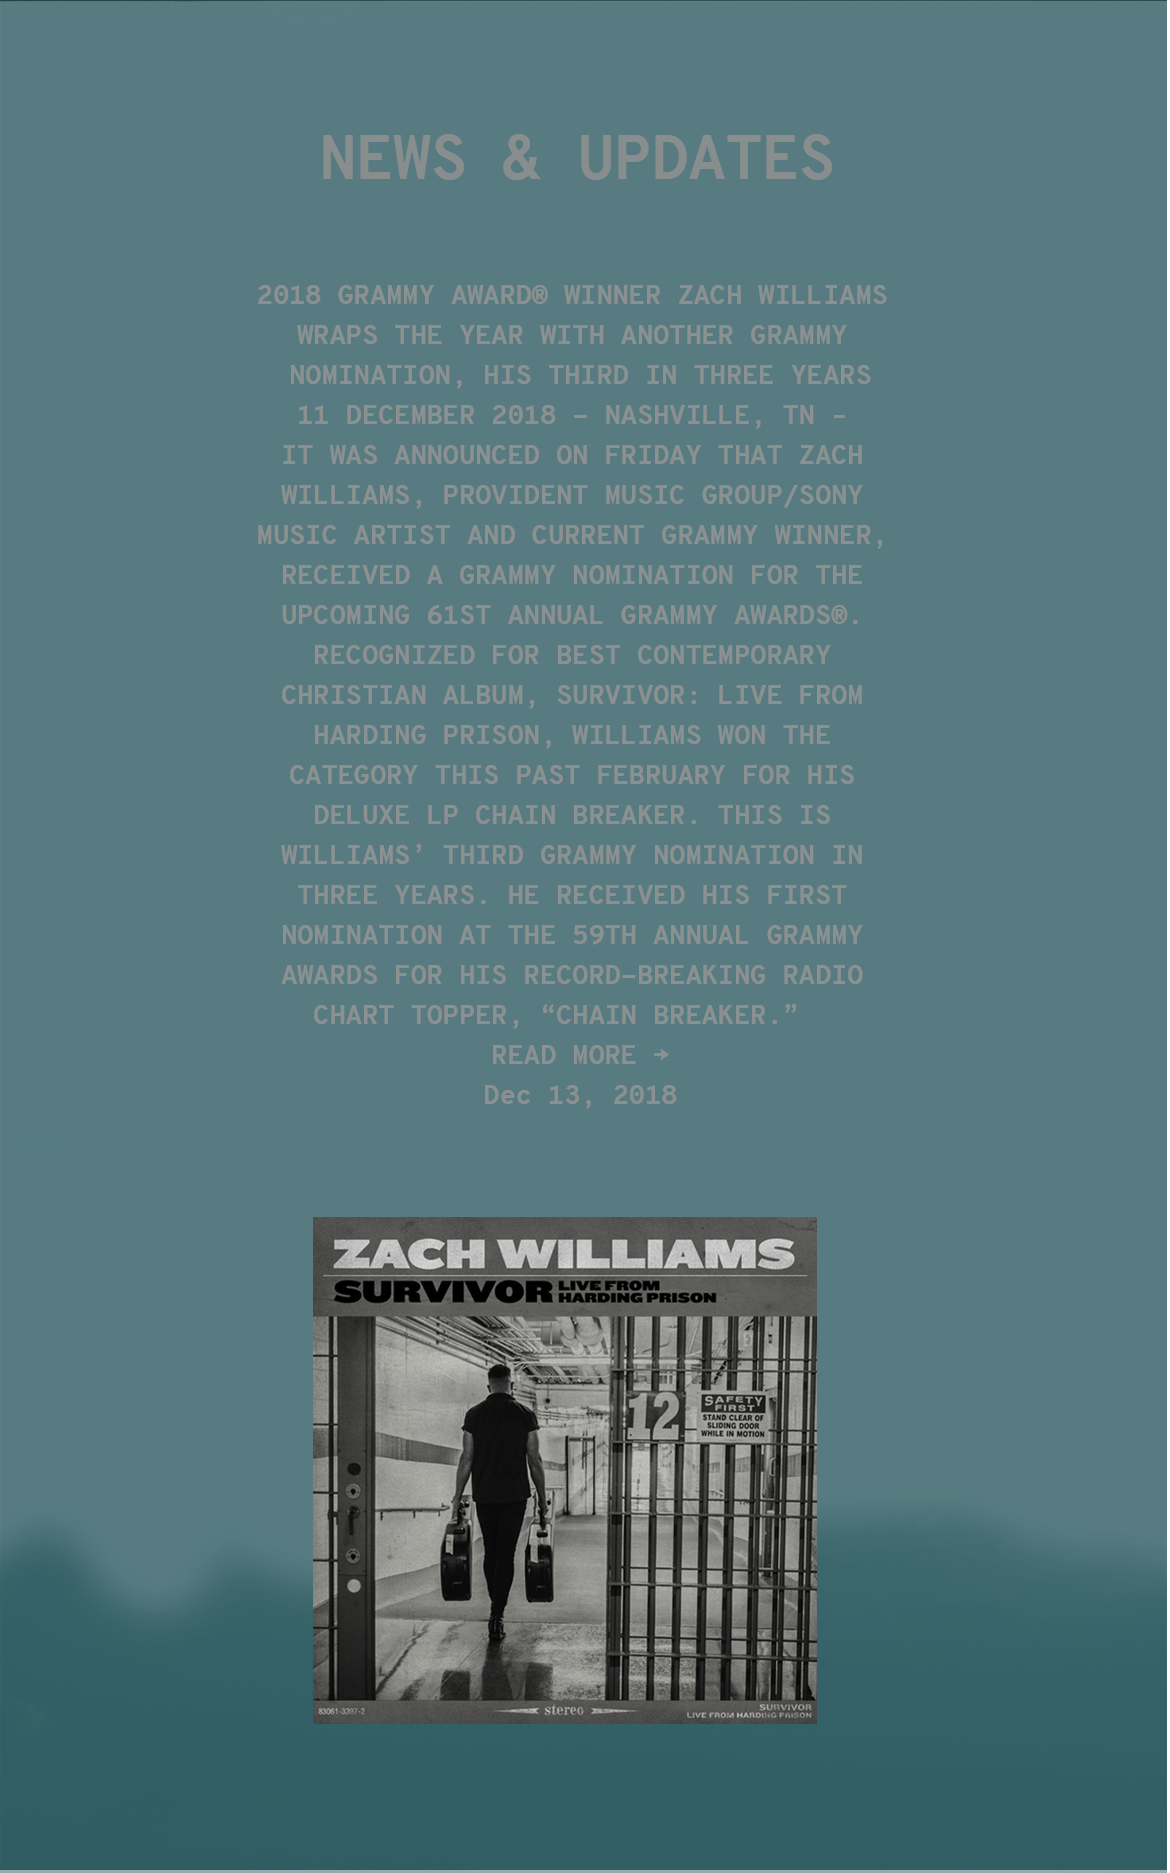 NEWS & UPDATES
2018 GRAMMY AWARD® WINNER ZACH WILLIAMS
WRAPS THE YEAR WITH ANOTHER GRAMMY
NOMINATION, HIS THIRD IN THREE YEARS
11 DECEMBER 2018 – NASHVILLE, TN –
IT WAS ANNOUNCED ON FRIDAY THAT ZACH
WILLIAMS, PROVIDENT MUSIC GROUP/SONY
MUSIC ARTIST AND CURRENT GRAMMY WINNER,
RECEIVED A GRAMMY NOMINATION FOR THE
UPCOMING 61ST ANNUAL GRAMMY AWARDS®.
RECOGNIZED FOR BEST CONTEMPORARY
CHRISTIAN ALBUM, SURVIVOR: LIVE FROM
HARDING PRISON, WILLIAMS WON THE
CATEGORY THIS PAST FEBRUARY FOR HIS
DELUXE LP CHAIN BREAKER. THIS IS
WILLIAMS’ THIRD GRAMMY NOMINATION IN
THREE YEARS. HE RECEIVED HIS FIRST
NOMINATION AT THE 59TH ANNUAL GRAMMY
AWARDS FOR HIS RECORD-BREAKING RADIO
CHART TOPPER, “CHAIN BREAKER.”
READ MORE →
Dec 13, 2018
ZACH WILLIAMS
SURVIVOR LIVE FROM
HARDING PRISON
12
SAFETY
FIRST
STAND CLEAR OF
SLIDING DOOR
WHILE IN MOTION
83061-3397-2
stereo
SURVIVOR
LIVE FROM HARDING PRISON